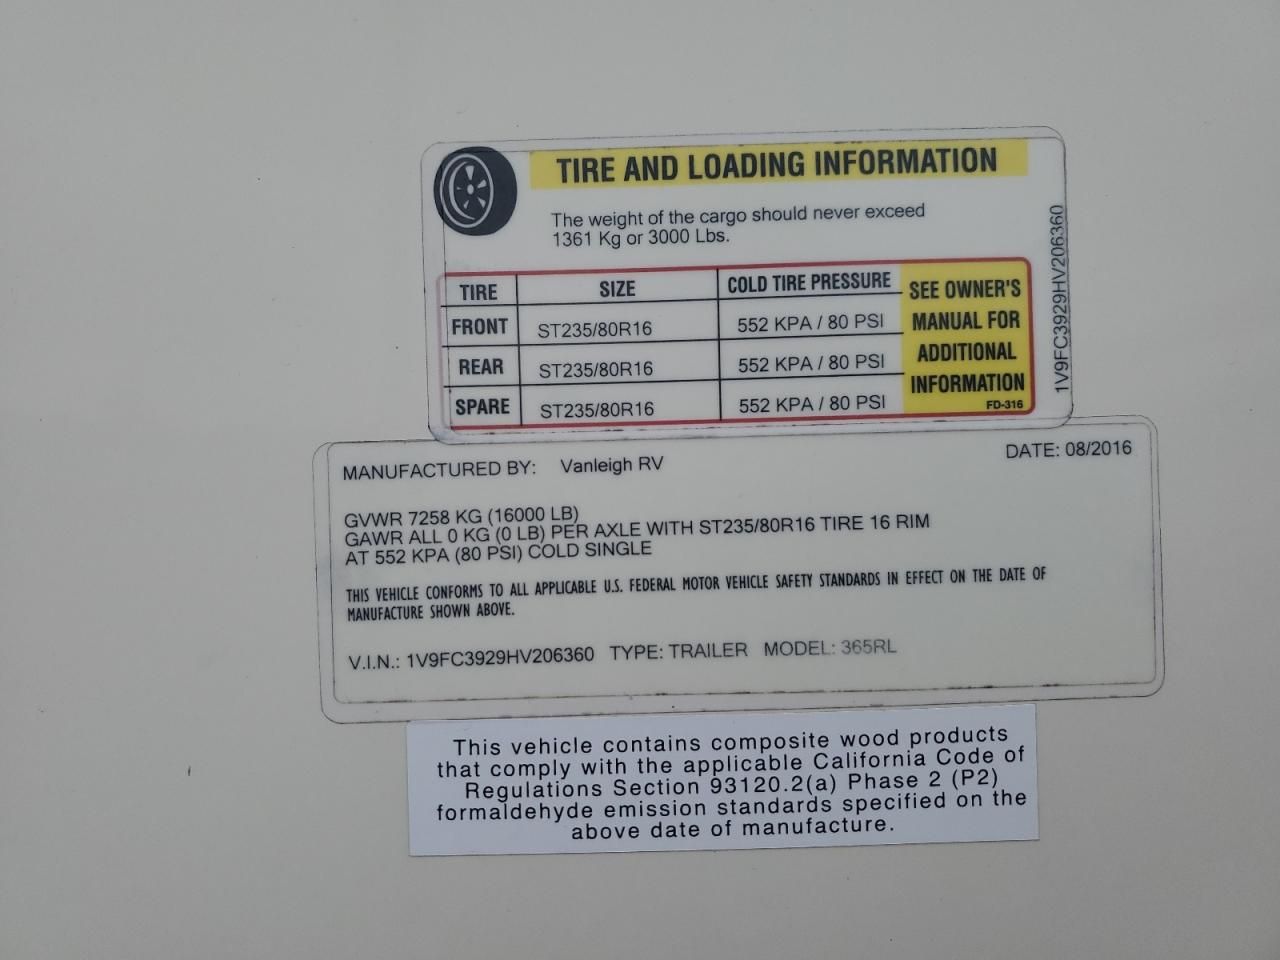 TIRE AND LOADING INFORMATION
The weight of the cargo should never exceed
1361 Kg or 3000 Lbs.
TIRE SIZE COLD TIRE PRESSURE
FRONT ST235/80R16 552 KPA / 80 PSI
REAR ST235/80R16 552 KPA / 80 PSI
SPARE ST235/80R16 552 KPA / 80 PSI
SEE OWNER'S
MANUAL FOR
ADDITIONAL
INFORMATION
FD-316
1V9FC3929HV206360
MANUFACTURED BY: Vanleigh RV DATE: 08/2016
GVWR 7258 KG (16000 LB)
GAWR ALL 0 KG (0 LB) PER AXLE WITH ST235/80R16 TIRE 16 RIM
AT 552 KPA (80 PSI) COLD SINGLE
THIS VEHICLE CONFORMS TO ALL APPLICABLE U.S. FEDERAL MOTOR VEHICLE SAFETY STANDARDS IN EFFECT ON THE DATE OF
MANUFACTURE SHOWN ABOVE.
V.I.N.: 1V9FC3929HV206360 TYPE: TRAILER MODEL: 365RL
This vehicle contains composite wood products
that comply with the applicable California Code of
Regulations Section 93120.2(a) Phase 2 (P2)
formaldehyde emission standards specified on the
above date of manufacture.